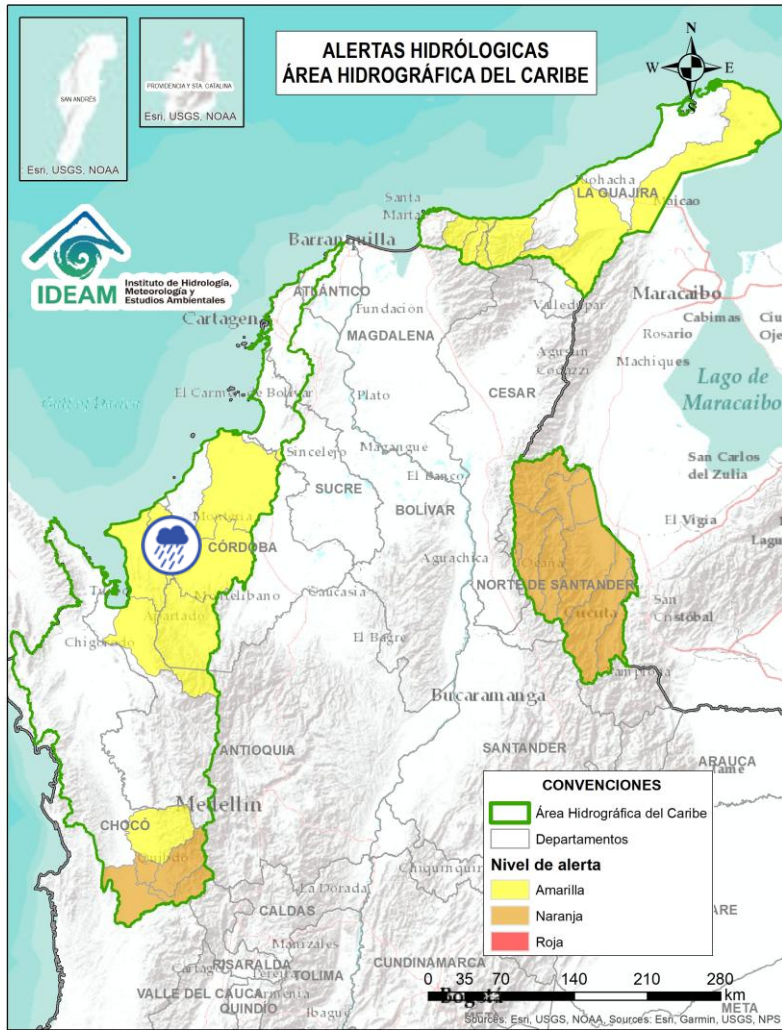 ALERTAS HIDRÓLOGICAS
ÁREA HIDROGRÁFICA DEL CARIBE
SAN ANDRÉS
PROVIDENCIA Y STA. CATALINA
Esri, USGS, NOAA
Esri, USGS, NOAA
N
W E
S
IDEAM
Instituto de Hidrología,
Meteorología y
Estudios Ambientales
Riohacha
LA GUAJIRA
Maicao
Santa
Marta
Barranquilla
ATLÁNTICO
Cartagena
Fundación
MAGDALENA
Valledupar
Maracaibo
Cabimas
Rosario
Machiques
Agustín
Codazzi
CESAR
Lago de
Maracaibo
El Carmen de Bolívar
Plato
Sincelejo
Magangue
El Banco
SUCRE
BOLÍVAR
San Carlos
del Zulia
El Vigía
Montería
CÓRDOBA
Aguachica
Ocaña
NORTE DE SANTANDER
Cúcuta
San
Cristóbal
Montelibano
Caucasia
Apartado
Chigorodó
El Bagre
Pamplona
Bucaramanga
ANTIOQUIA
SANTANDER
ARAUCA
Medellín
CHOCÓ
Quibdó
La Dorada
Chiquinquirá
CALDAS
Manizales
RISARALDA
Pereira
TOLIMA
CUNDINAMARCA
VALLE DEL CAUCA
Armenia
QUINDÍO
Ibagué
Bogotá
META
CONVENCIONES
Área Hidrográfica del Caribe
Departamentos
Nivel de alerta
Amarilla
Naranja
Roja
0 35 70 140 210 280
km
Sources: Esri, USGS, NOAA, Sources: Esri, Garmin, USGS, NPS